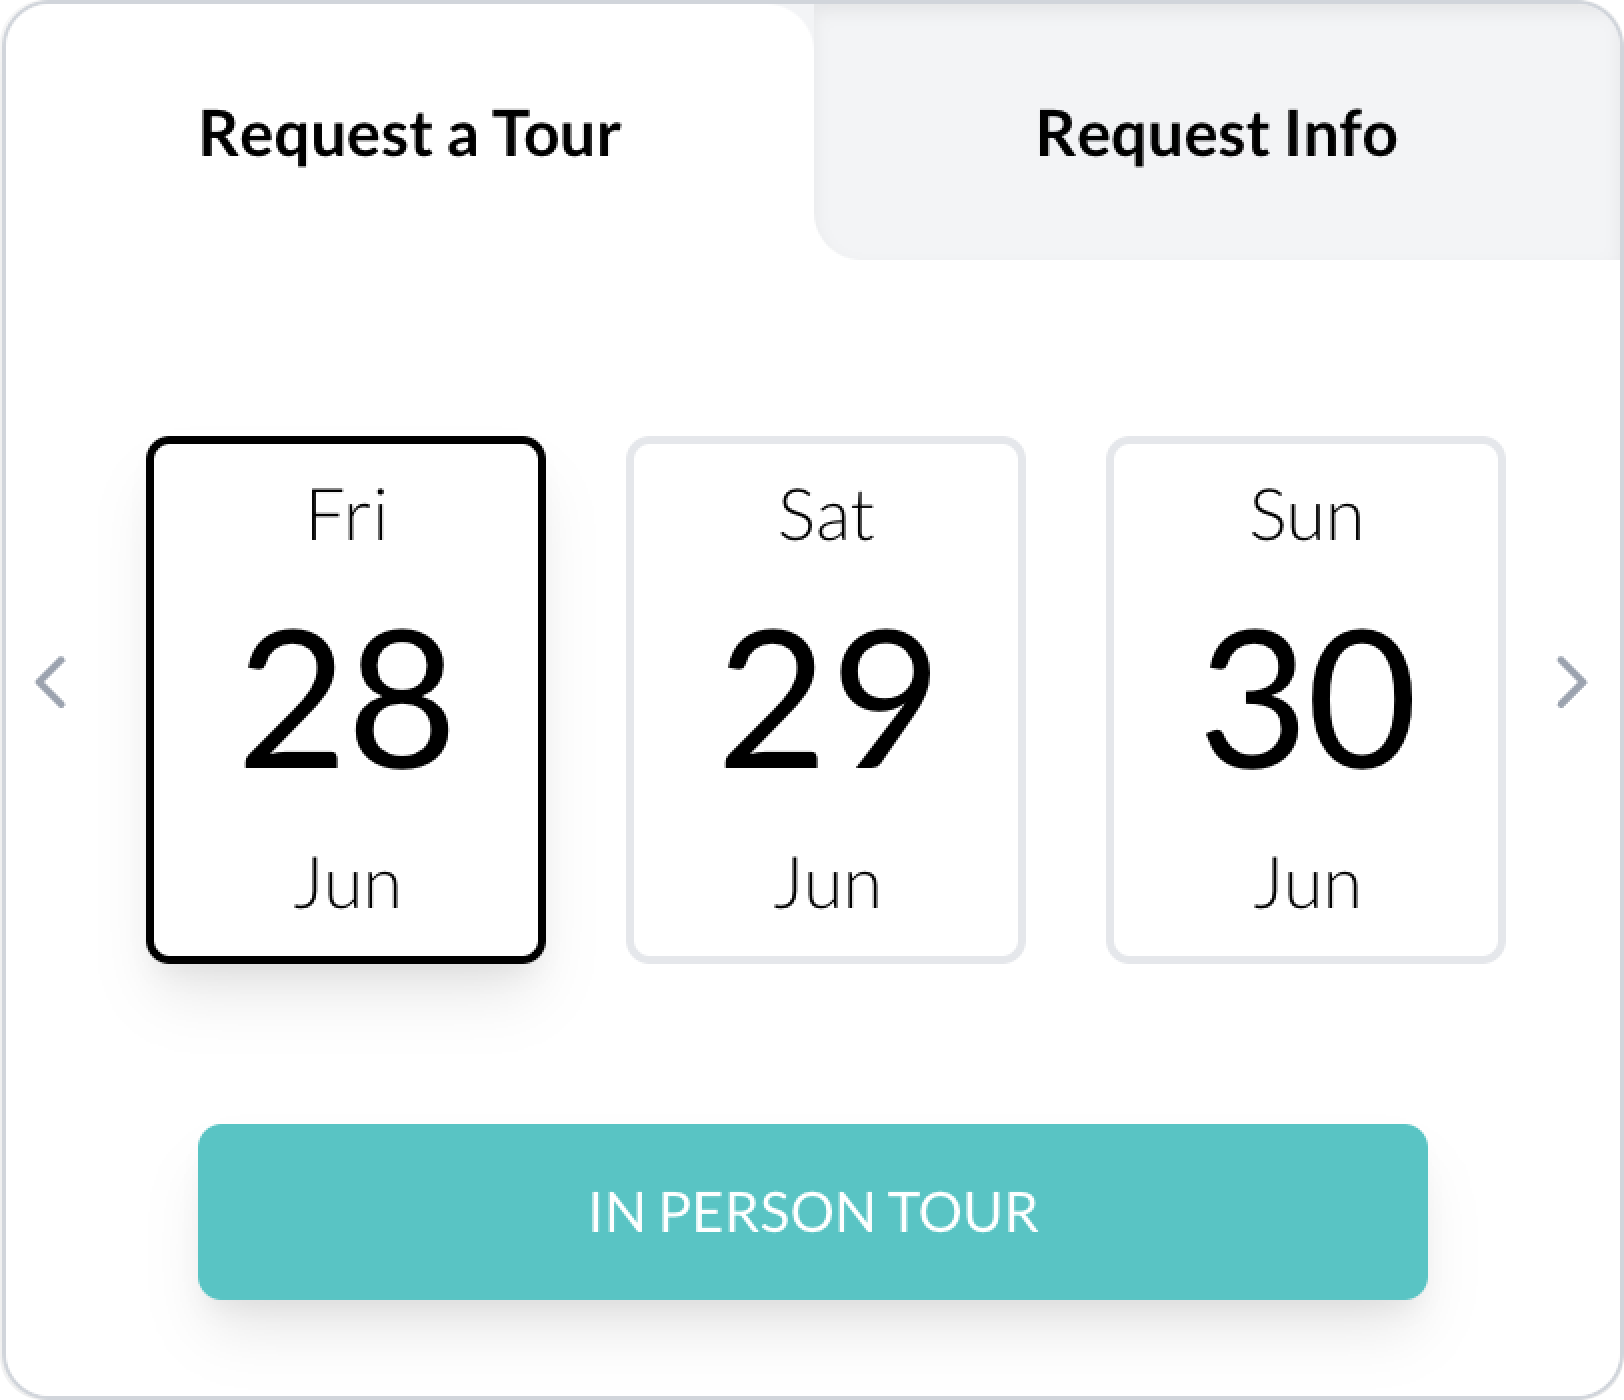 Request a Tour
Request Info
Fri
28
Jun
Sat
29
Jun
Sun
30
Jun
IN PERSON TOUR